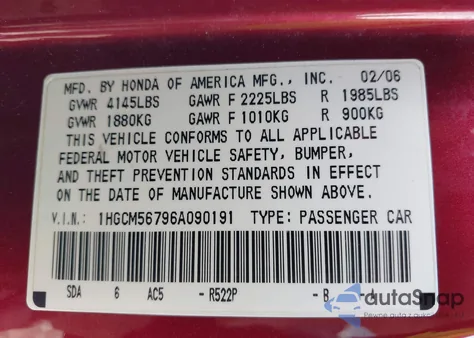 MFD. BY HONDA OF AMERICA MFG., INC. 02/06
GVWR 4145LBS GAWR F 2225LBS R 1985LBS
GVWR 1880KG GAWR F 1010KG R 900KG
THIS VEHICLE CONFORMS TO ALL APPLICABLE
FEDERAL MOTOR VEHICLE SAFETY, BUMPER,
AND THEFT PREVENTION STANDARDS IN EFFECT
ON THE DATE OF MANUFACTURE SHOWN ABOVE.
V.I.N.: 1HGCM56796A090191 TYPE: PASSENGER CAR
SDA 6 AC5 - R522P - B
autoSnap
Pewne auto z